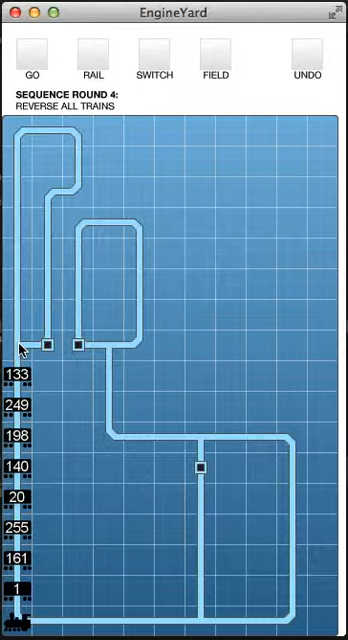 EngineYard
GO RAIL SWITCH FIELD UNDO
SEQUENCE ROUND 4:
REVERSE ALL TRAINS
133
249
198
140
20
255
161
1